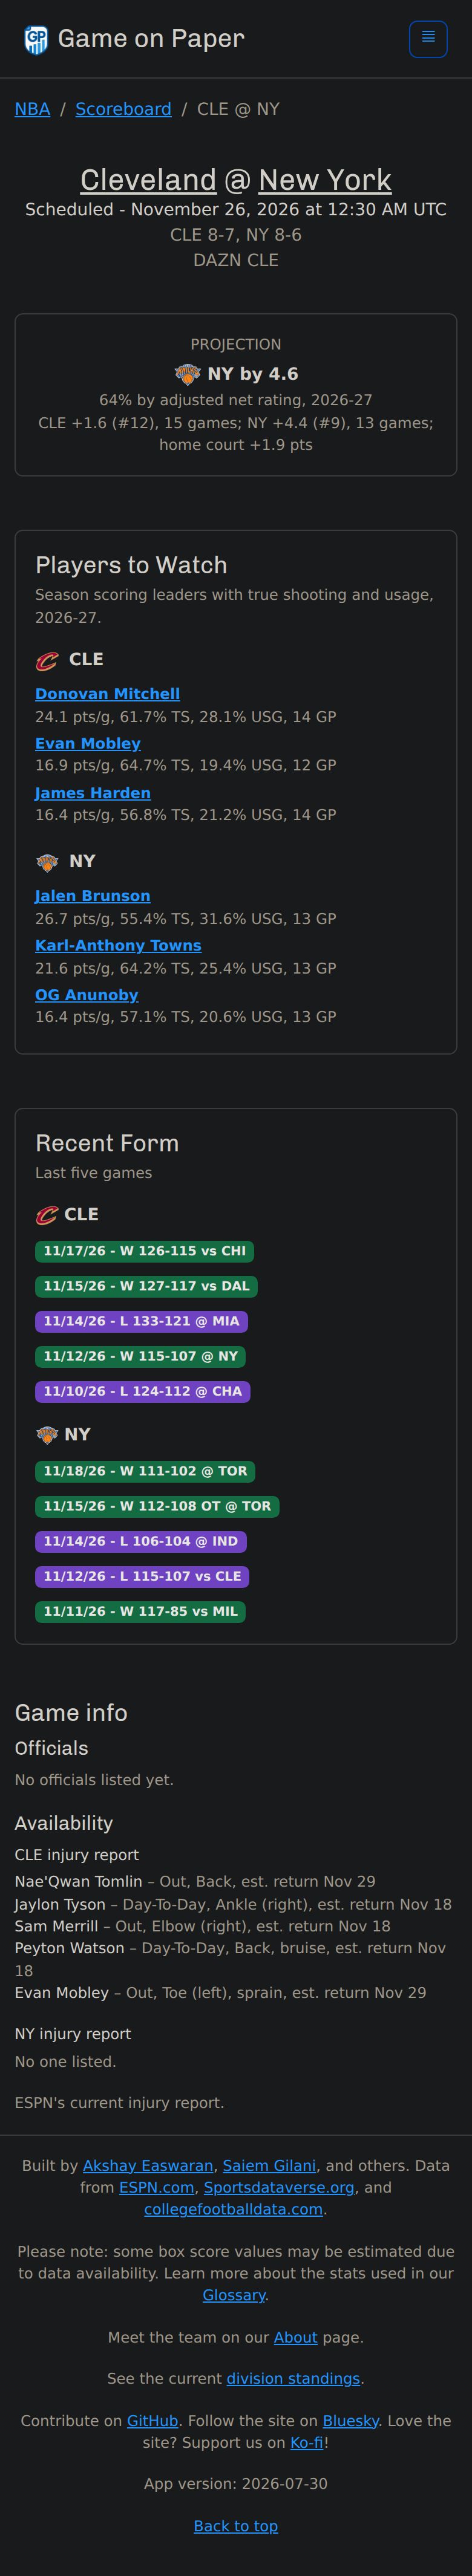 GP Game on Paper
NBA / Scoreboard / CLE @ NY
Cleveland @ New York
Scheduled - November 26, 2026 at 12:30 AM UTC
CLE 8-7, NY 8-6
DAZN CLE
PROJECTION
NY by 4.6
64% by adjusted net rating, 2026-27
CLE +1.6 (#12), 15 games; NY +4.4 (#9), 13 games;
home court +1.9 pts
Players to Watch
Season scoring leaders with true shooting and usage,
2026-27.
CLE
Donovan Mitchell
24.1 pts/g, 61.7% TS, 28.1% USG, 14 GP
Evan Mobley
16.9 pts/g, 64.7% TS, 19.4% USG, 12 GP
James Harden
16.4 pts/g, 56.8% TS, 21.2% USG, 14 GP
NY
Jalen Brunson
26.7 pts/g, 55.4% TS, 31.6% USG, 13 GP
Karl-Anthony Towns
21.6 pts/g, 64.2% TS, 25.4% USG, 13 GP
OG Anunoby
16.4 pts/g, 57.1% TS, 20.6% USG, 13 GP
Recent Form
Last five games
CLE
11/17/26 - W 126-115 vs CHI
11/15/26 - W 127-117 vs DAL
11/14/26 - L 133-121 @ MIA
11/12/26 - W 115-107 @ NY
11/10/26 - L 124-112 @ CHA
NY
11/18/26 - W 111-102 @ TOR
11/15/26 - W 112-108 OT @ TOR
11/14/26 - L 106-104 @ IND
11/12/26 - L 115-107 vs CLE
11/11/26 - W 117-85 vs MIL
Game info
Officials
No officials listed yet.
Availability
CLE injury report
Nae'Qwan Tomlin – Out, Back, est. return Nov 29
Jaylon Tyson – Day-To-Day, Ankle (right), est. return Nov 18
Sam Merrill – Out, Elbow (right), est. return Nov 18
Peyton Watson – Day-To-Day, Back, bruise, est. return Nov
18
Evan Mobley – Out, Toe (left), sprain, est. return Nov 29
NY injury report
No one listed.
ESPN's current injury report.
Built by Akshay Easwaran, Saiem Gilani, and others. Data
from ESPN.com, Sportsdataverse.org, and
collegefootballdata.com.
Please note: some box score values may be estimated due
to data availability. Learn more about the stats used in our
Glossary.
Meet the team on our About page.
See the current division standings.
Contribute on GitHub. Follow the site on Bluesky. Love the
site? Support us on Ko-fi!
App version: 2026-07-30
Back to top